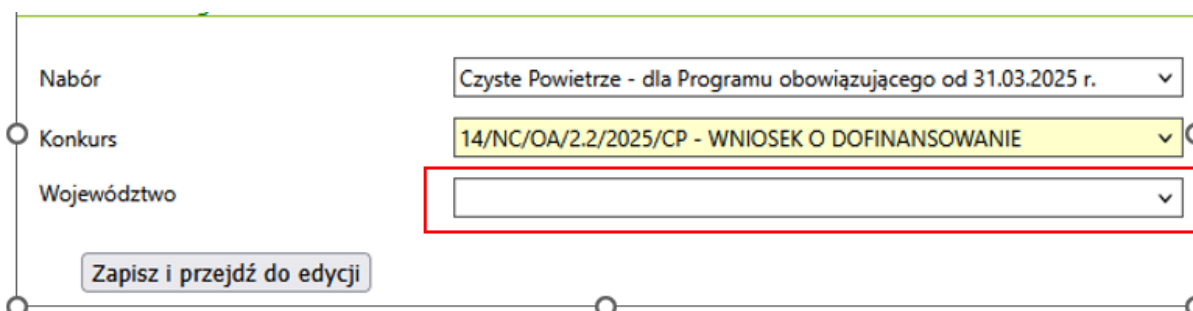 Nabór
Czyste Powietrze - dla Programu obowiązującego od 31.03.2025 r.
Konkurs
14/NC/OA/2.2/2025/CP - WNIOSEK O DOFINANSOWANIE
Województwo
Zapisz i przejdź do edycji